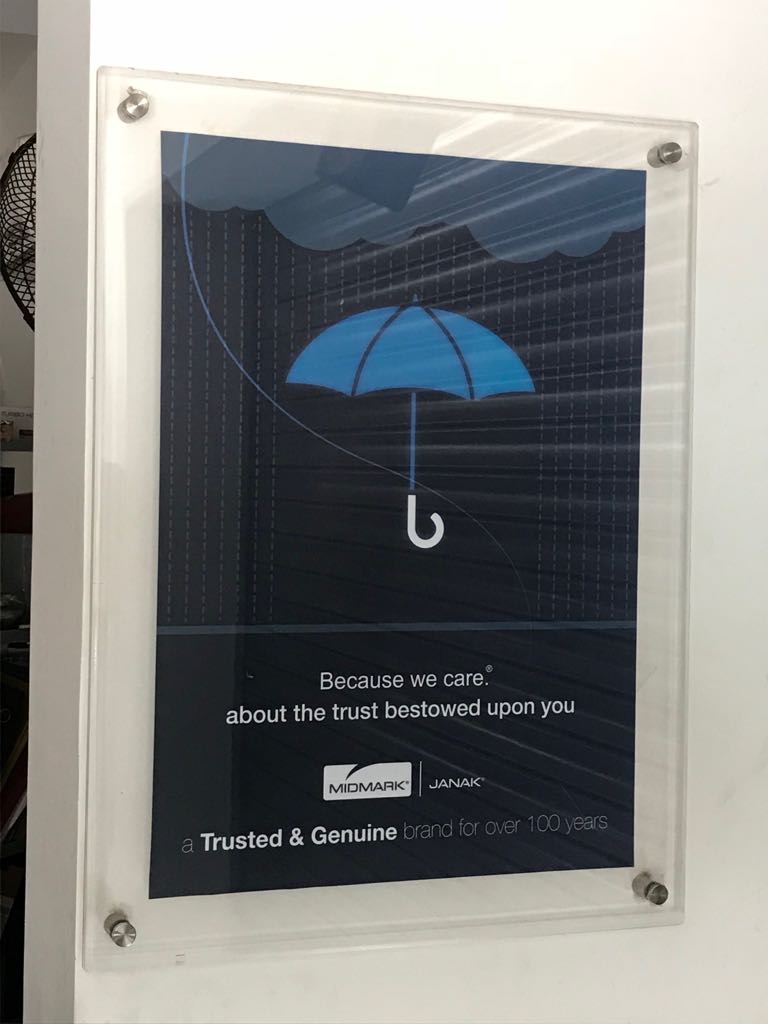 Because we care.®
about the trust bestowed upon you
MIDMARK® | JANAK®
a Trusted & Genuine brand for over 100 years